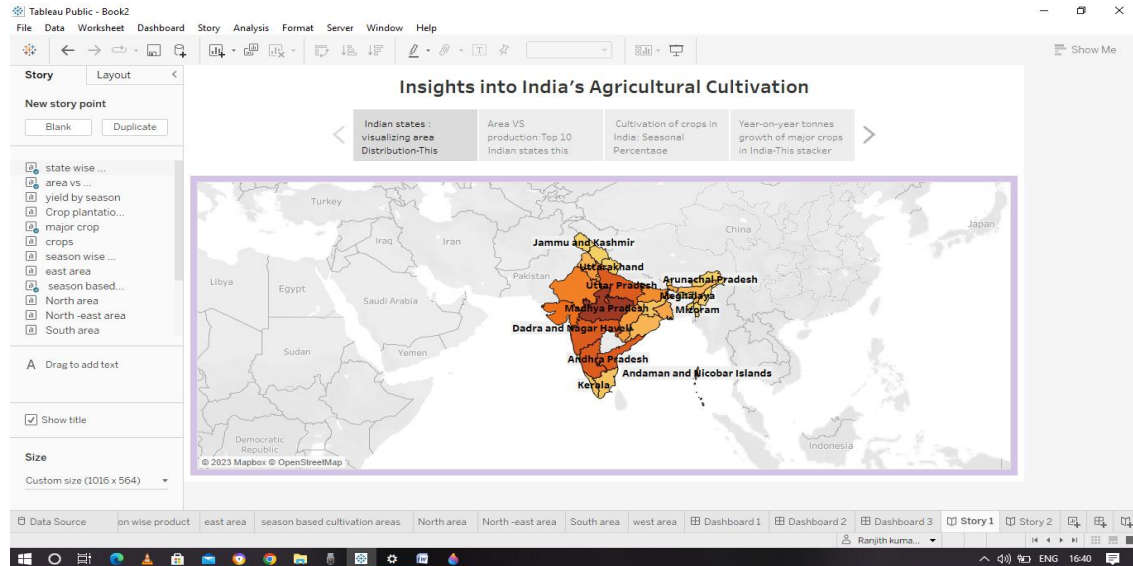 Tableau Public - Book2
File Data Worksheet Dashboard Story Analysis Format Server Window Help
Show Me
Story Layout
New story point
Blank Duplicate
state wise ...
area vs ...
yield by season
Crop plantatio...
major crop
crops
season wise ...
east area
season based...
North area
North -east area
South area
A Drag to add text
Show title
Size
Custom size (1016 x 564)
Insights into India's Agricultural Cultivation
Indian states :
visualizing area
Distribution-This
Area VS
production:Top 10
Indian states this
Cultivation of crops in
India: Seasonal
Percentage
Year-on-year tonnes
growth of major crops
in India-This stacker
Turkey
China
Japan
Iraq
Iran
Jammu and Kashmir
Uttarakhand
Pakistan
Arunachal Pradesh
Libya
Egypt
Uttar Pradesh
Meghalaya
Saudi Arabia
Madhya Pradesh
Mizoram
Dadra and Nagar Haveli
Sudan
Yemen
Andhra Pradesh
Andaman and Nicobar Islands
Kerala
Democratic
Republic
Indonesia
© 2023 Mapbox © OpenStreetMap
Data Source on wise product east area season based cultivation areas North area North -east area South area west area Dashboard 1 Dashboard 2 Dashboard 3 Story 1 Story 2
Ranjith kuma...
ENG 16:40